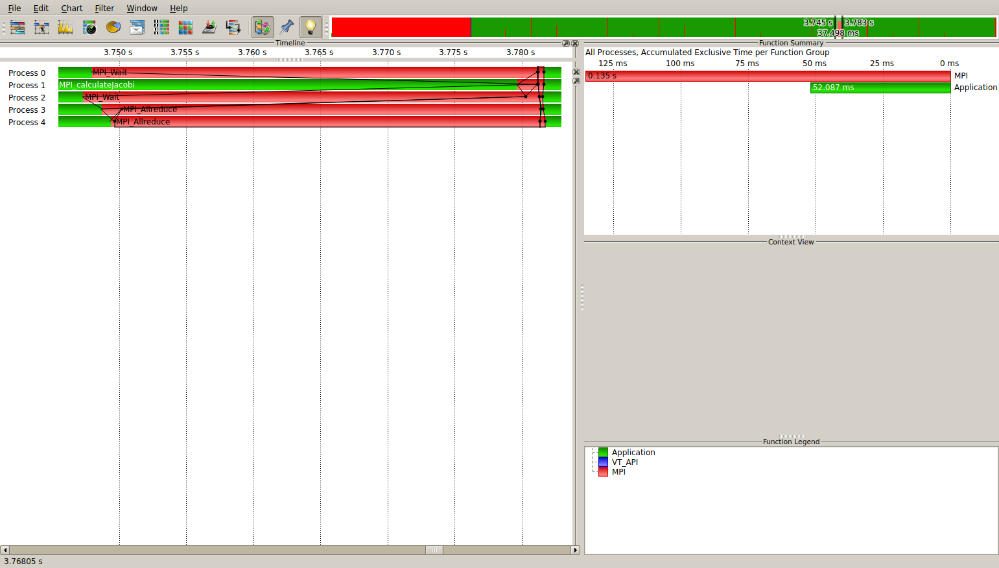 File Edit Chart Filter Window Help
3.745 s 3.783 s
37.498 ms
Timeline
3.750 s 3.755 s 3.760 s 3.765 s 3.770 s 3.775 s 3.780 s
Process 0 MPI_Wait
Process 1 MPI_calculateJacobi
Process 2 MPI_Wait
Process 3 MPI_Allreduce
Process 4 MPI_Allreduce
Function Summary
All Processes, Accumulated Exclusive Time per Function Group
125 ms 100 ms 75 ms 50 ms 25 ms 0 ms
0.135 s MPI
52.087 ms Application
Context View
Function Legend
Application
VT_API
MPI
3.76805 s